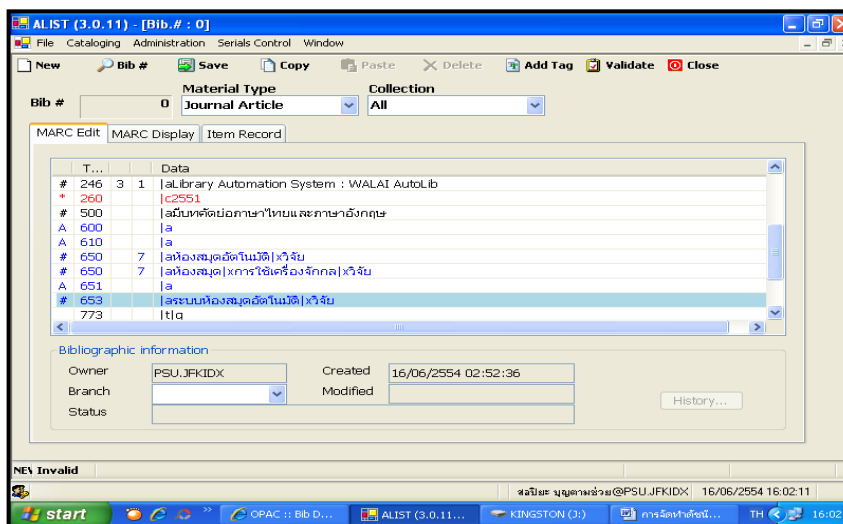 ALIST (3.0.11) - [Bib.# : 0]
File Cataloging Administration Serials Control Window
New Bib # Save Copy Paste Delete Add Tag Validate Close
Material Type Collection
Bib # 0 Journal Article All
MARC Edit MARC Display Item Record
T... Data
# 246 3 1 |aLibrary Automation System : WALAI AutoLib
* 260 |c2551
# 500 |aมีบทคัดย่อภาษาไทยและภาษาอังกฤษ
A 600 |a
A 610 |a
# 650 7 |aห้องสมุดอัตโนมัติ|xวิจัย
# 650 7 |aห้องสมุด|xการใช้เครื่องจักกล|xวิจัย
A 651 |a
# 653 |aระบบห้องสมุดอัตโนมัติ|xวิจัย
773 |t|g
Bibliographic information
Owner PSU.JFKIDX Created 16/06/2554 02:52:36
Branch Modified
Status
History...
Invalid
บุญตามช่วย@PSU.JFKIDX 16/06/2554 16:02:11
start OPAC :: Bib D... ALIST (3.0.11... KINGSTON (J:) การจัดทำดัชนี... TH 16:02